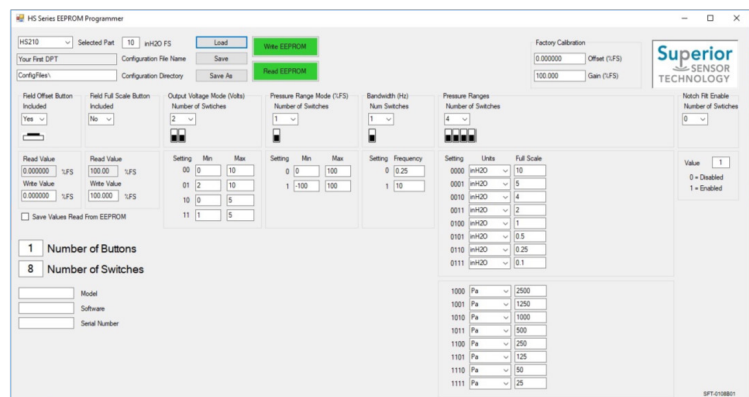 HS Series EEPROM Programmer
HS210 Selected Part 10 inH2O FS Load Write EEPROM
Your First DPT Configuration File Name Save
ConfigFiles\ Configuration Directory Save As Read EEPROM
Factory Calibration
0.000000 Offset (%FS)
100.000 Gain (%FS)
Superior
SENSOR
TECHNOLOGY
Field Offset Button Field Full Scale Button Output Voltage Mode (Volts) Pressure Range Mode (%FS) Bandwidth (Hz) Pressure Ranges Notch Filt Enable
Included Included Number of Switches Number of Switches Num Switches Number of Switches Number of Switches
Yes No 2 1 1 4 0
Read Value Read Value Setting Min Max Setting Min Max Setting Frequency Setting Units Full Scale
0.000000 %FS 100.00 %FS 00 0 10 0 0 100 0 0.25 0000 inH2O 10
Value 1
Write Value Write Value 01 2 10 1 -100 100 1 10 0001 inH2O 5
0 = Disabled
0.000000 %FS 100.000 %FS 10 0 5 0010 inH2O 4
1 = Enabled
Save Values Read From EEPROM 11 1 5 0011 inH2O 2
0100 inH2O 1
1 Number of Buttons 0101 inH2O 0.5
0110 inH2O 0.25
8 Number of Switches 0111 inH2O 0.1
Model
Software
Serial Number
1000 Pa 2500
1001 Pa 1250
1010 Pa 1000
1011 Pa 500
1100 Pa 250
1101 Pa 125
1110 Pa 50
1111 Pa 25
SFT-0108B01